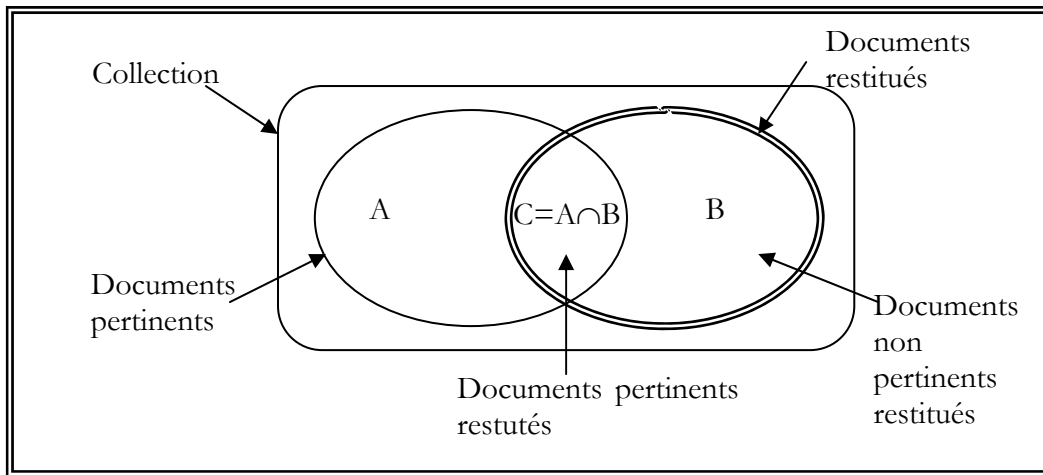 Documents
restitués
Collection
A
C=A∩B
B
Documents
pertinents
Documents
non
pertinents
restitués
Documents pertinents
restutés